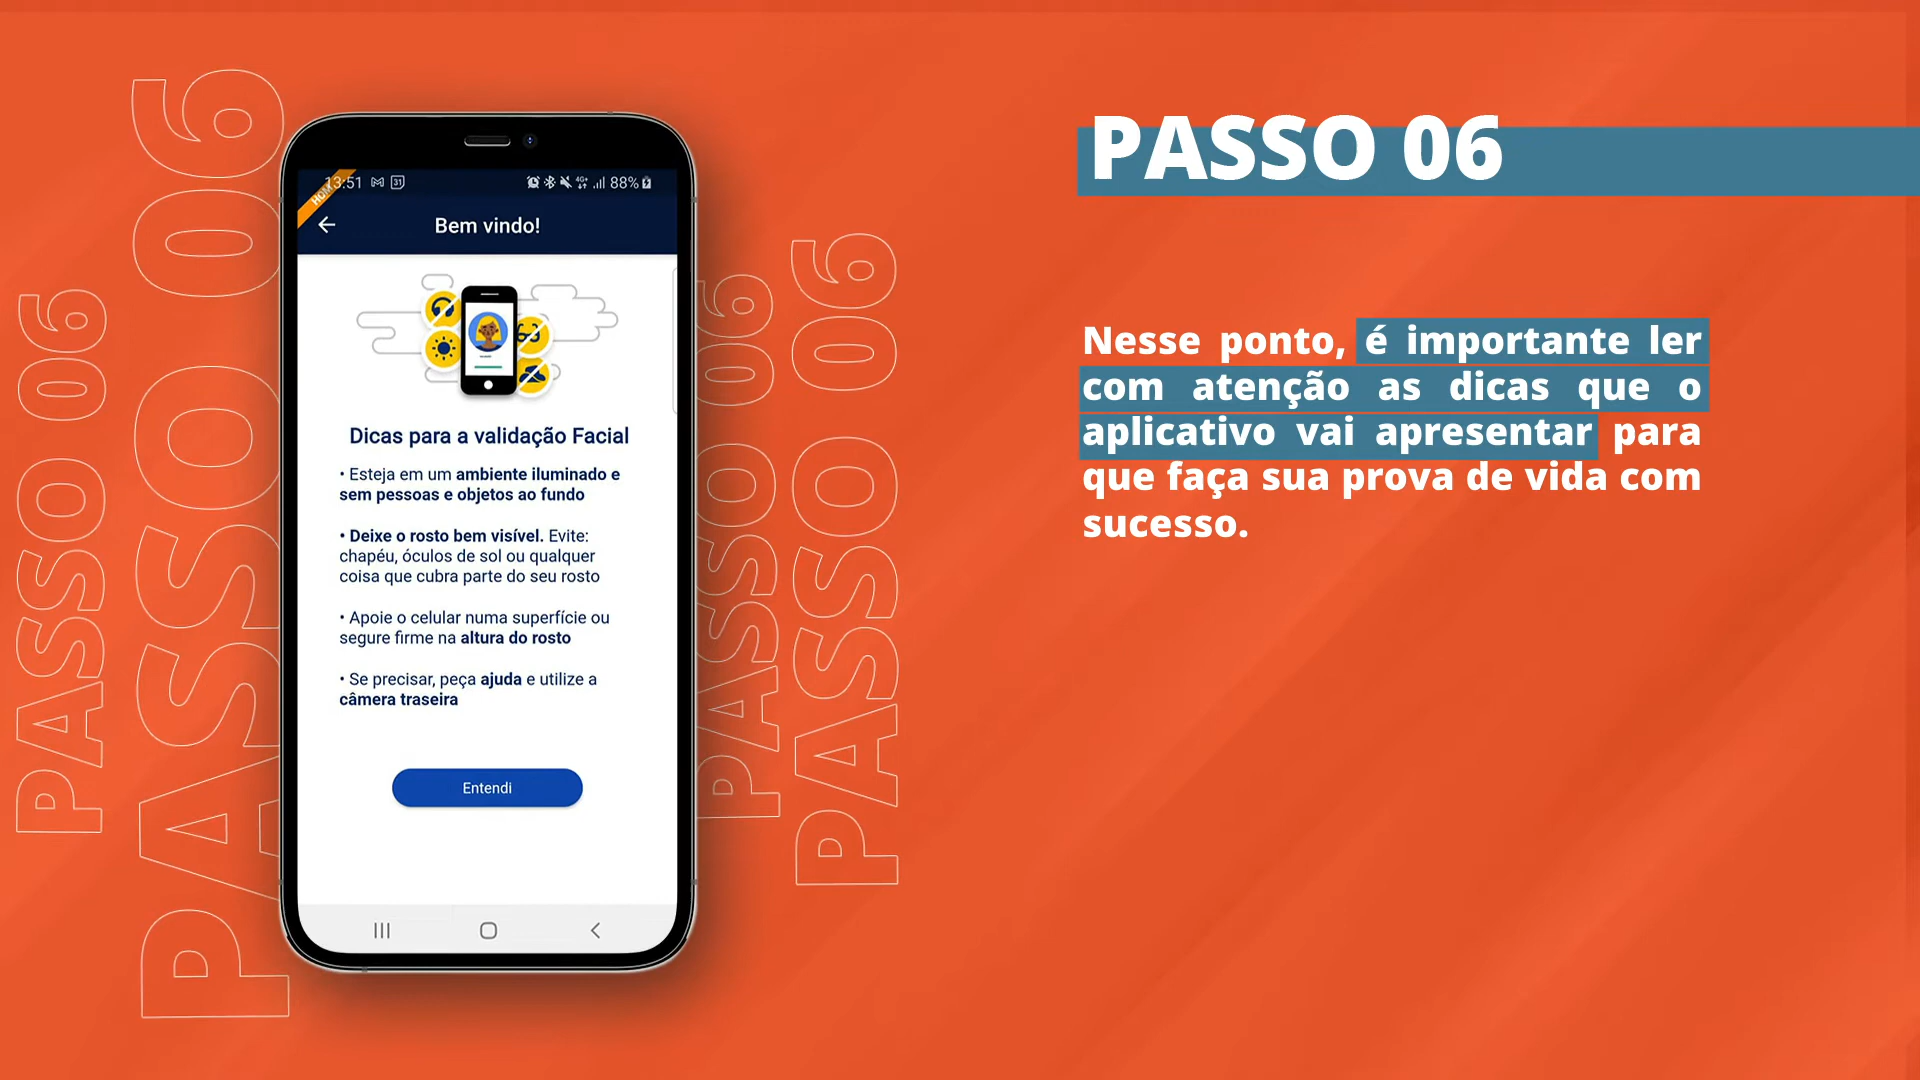 PASSO 06
Nesse ponto, é importante ler
com atenção as dicas que o
aplicativo vai apresentar para
que faça sua prova de vida com
sucesso.
13:51
31
4G+
88%
HOM
Bem vindo!
Dicas para a validação Facial
• Esteja em um ambiente iluminado e
sem pessoas e objetos ao fundo
• Deixe o rosto bem visível. Evite:
chapéu, óculos de sol ou qualquer
coisa que cubra parte do seu rosto
• Apoie o celular numa superfície ou
segure firme na altura do rosto
• Se precisar, peça ajuda e utilize a
câmera traseira
Entendi
PASSO 06
PASSO 06
PASSO 06
PASSO 06